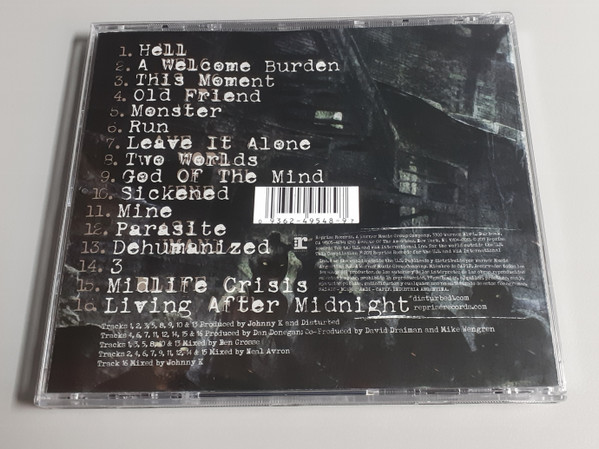 1. Hell
2. A Welcome Burden
3. This Moment
4. Old Friend
5. Monster
6. Run
7. Leave It Alone
8. Two Worlds
9. God Of The Mind
10. Sickened
11. Mine
12. Parasite
13. Dehumanized
14. 3
15. Midlife Crisis
16. Living After Midnight
9 
r
disturbed1.com
repriserecords.com
Tracks 1, 2, 3, 5, 8, 9, 10 & 13 Produced by Johnny K and Disturbed
Tracks 4, 6, 7, 11, 12, 14, 15 & 16 Produced by Dan Donegan; Co-Produced by David Draiman and Mike Wengren
Tracks 1, 3, 5, 8, 10 & 13 Mixed by Ben Grosse
Tracks 2, 4, 6, 7, 9, 11, 12, 14 & 15 Mixed by Neal Avron
Track 16 Mixed by Johnny K